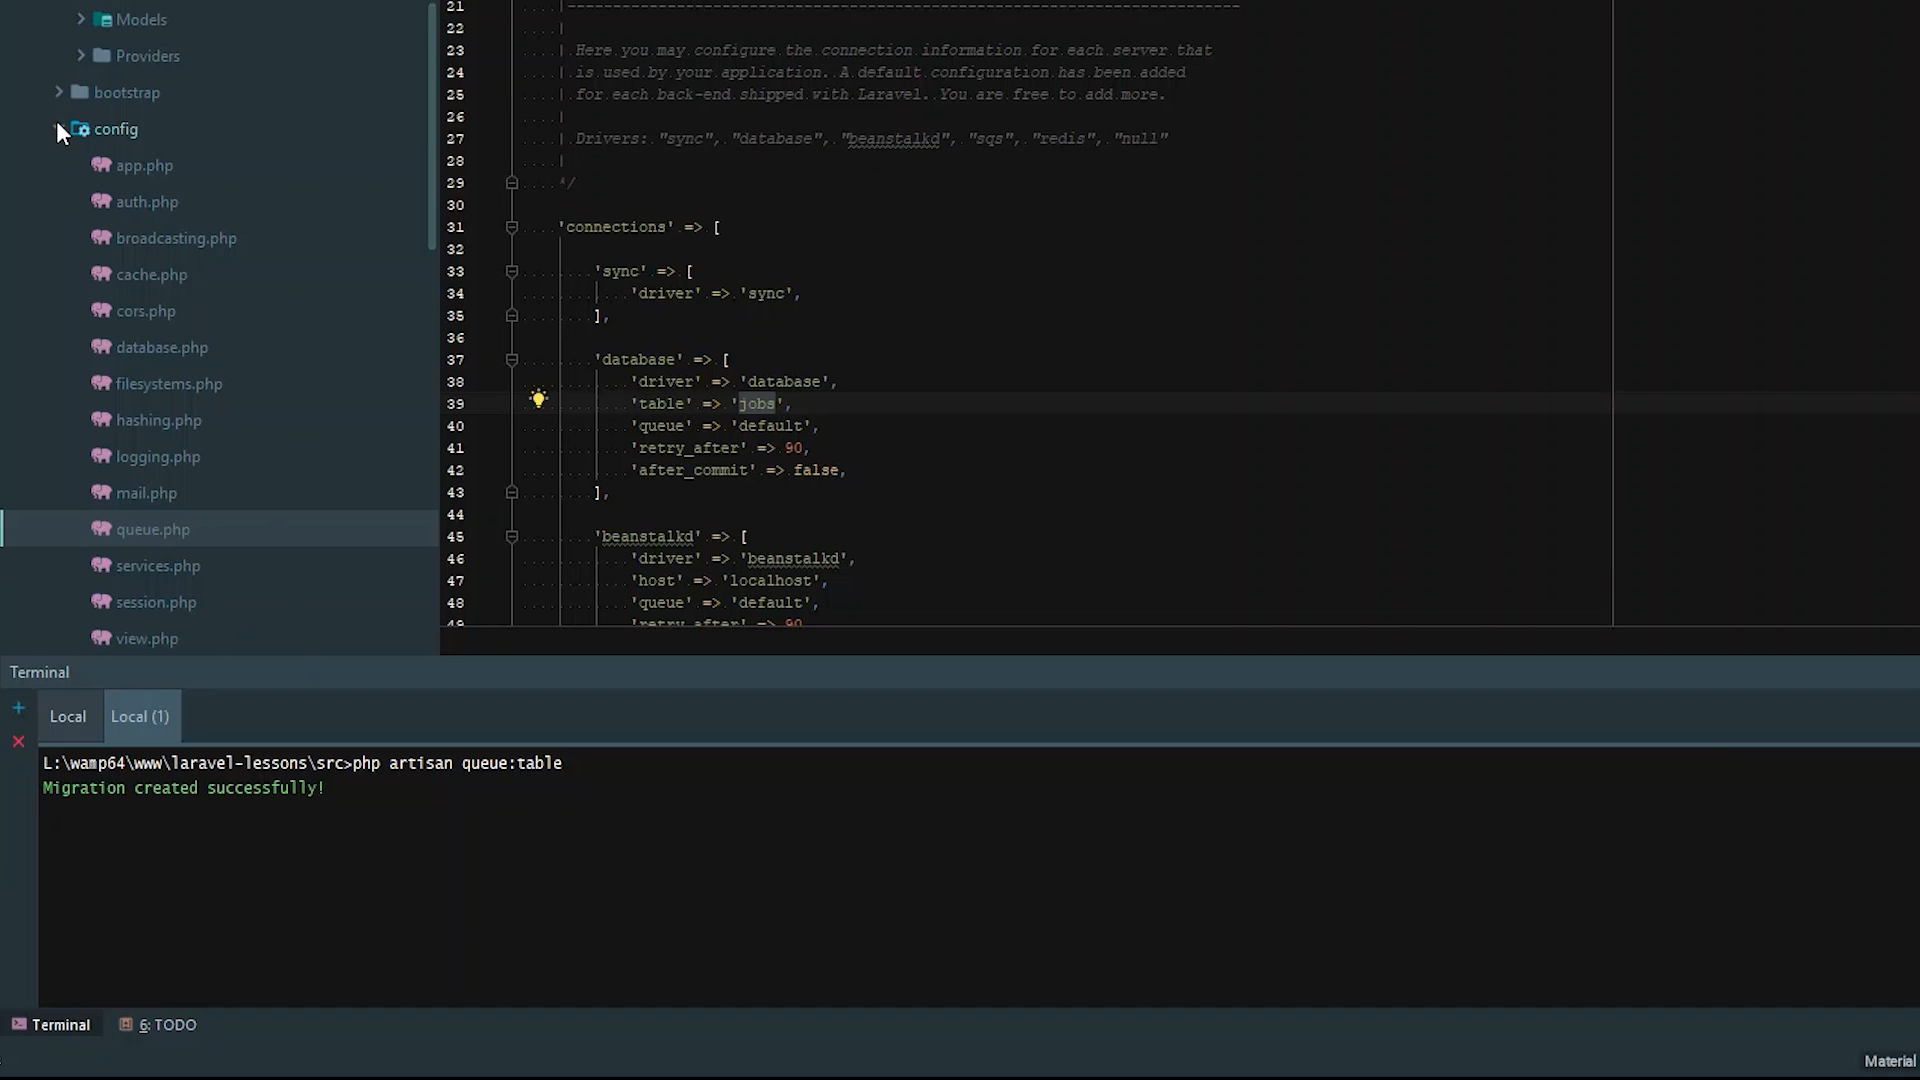 Models
Providers
bootstrap
config
app.php
auth.php
broadcasting.php
cache.php
cors.php
database.php
filesystems.php
hashing.php
logging.php
mail.php
queue.php
services.php
session.php
view.php
21 |--------------------------------------------------------------------------
22 |
23 | Here you may configure the connection information for each server that
24 | is used by your application. A default configuration has been added
25 | for each back-end shipped with Laravel. You are free to add more.
26 |
27 | Drivers: "sync", "database", "beanstalkd", "sqs", "redis", "null"
28 |
29 */
30
31 'connections' => [
32
33 'sync' => [
34 'driver' => 'sync',
35 ],
36
37 'database' => [
38 'driver' => 'database',
39 'table' => 'jobs',
40 'queue' => 'default',
41 'retry_after' => 90,
42 'after_commit' => false,
43 ],
44
45 'beanstalkd' => [
46 'driver' => 'beanstalkd',
47 'host' => 'localhost',
48 'queue' => 'default',
49 'retry_after' => 90
Terminal
Local
Local (1)
L:\wamp64\www\laravel-lessons\src>php artisan queue:table
Migration created successfully!
Terminal
6: TODO
Material